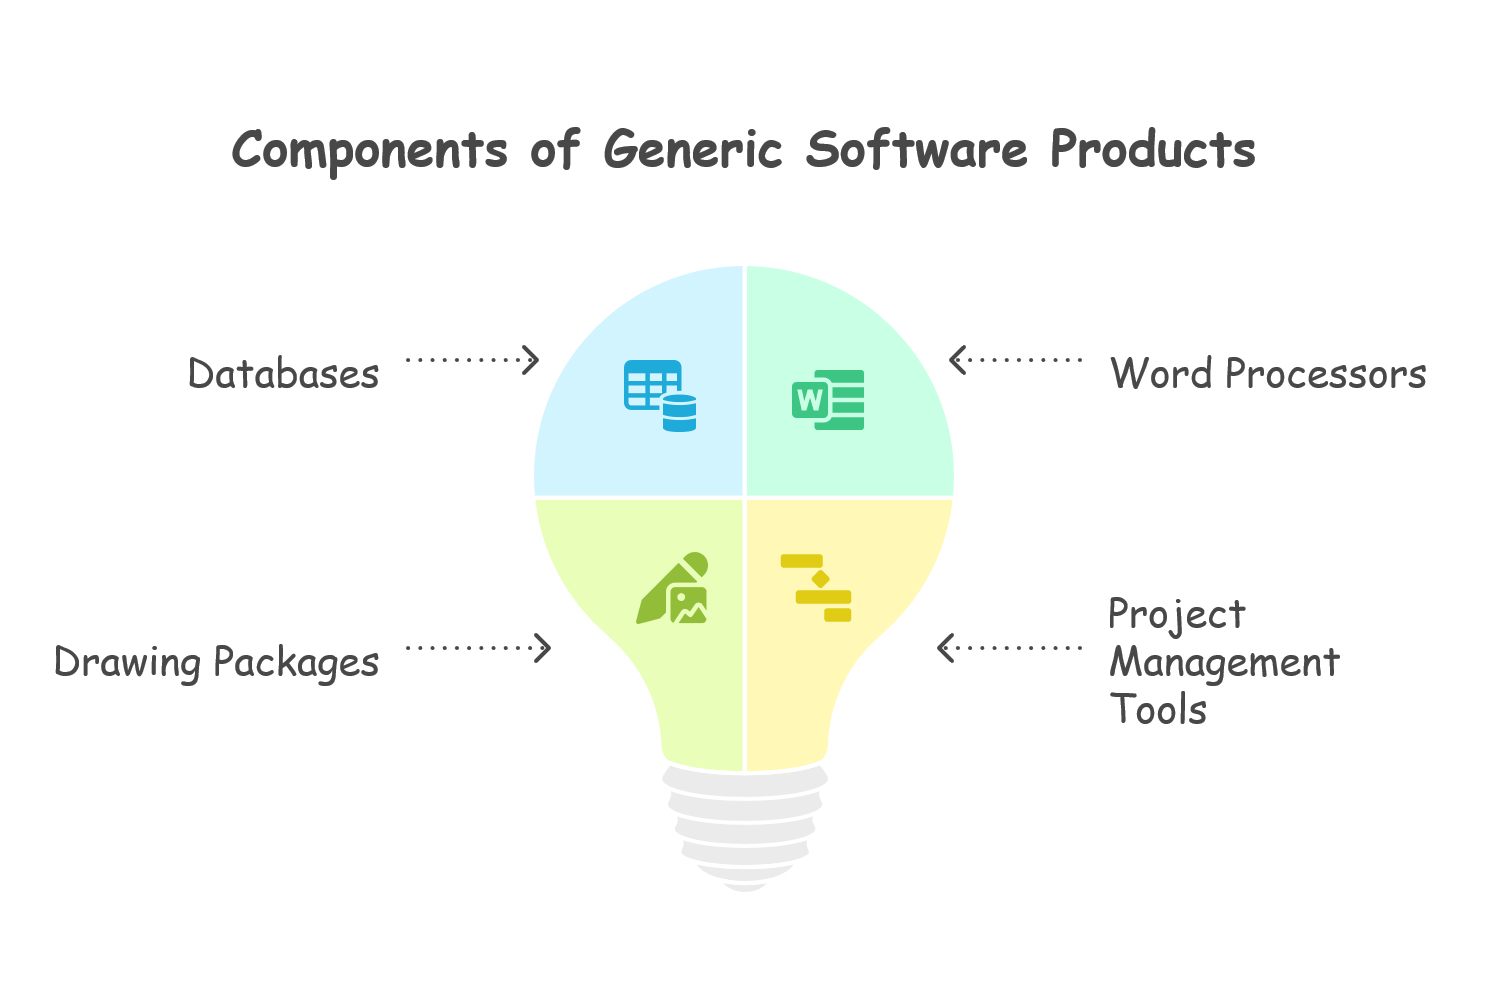 Components of Generic Software Products
Databases
Word Processors
W
Drawing Packages
Project
Management
Tools